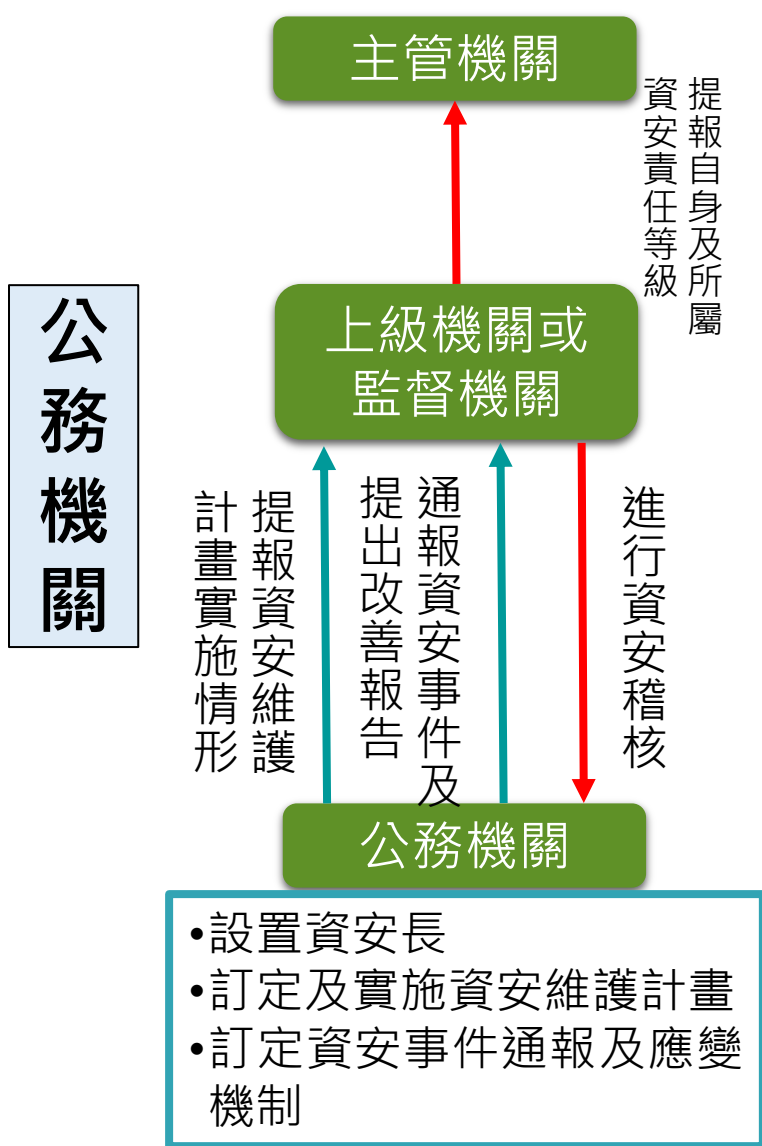 主管機關
提報自身及所屬
資安責任等級
公務機關
上級機關或
監督機關
提報資安維護
計畫實施情形
通報資安事件及
提出改善報告
進行資安稽核
公務機關
•設置資安長
•訂定及實施資安維護計畫
•訂定資安事件通報及應變
機制